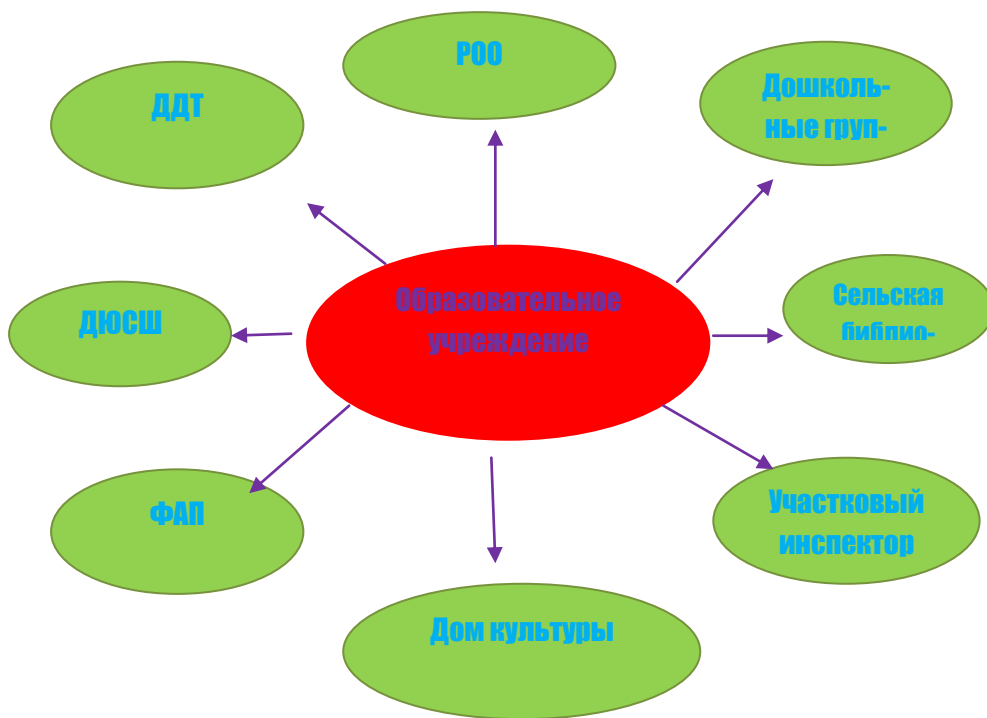 РОО
ДДТ
Дошколь-
ные груп-
Образовательное
учреждение
Сельская
библио-
ДЮСШ
ФАП
Участковый
инспектор
Дом культуры